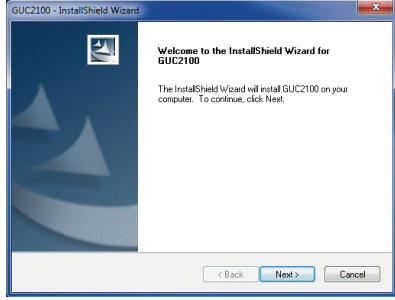 GUC2100 - InstallShield Wizard
Welcome to the InstallShield Wizard for
GUC2100
The InstallShield Wizard will install GUC2100 on your
computer. To continue, click Next.
< Back
Next >
Cancel